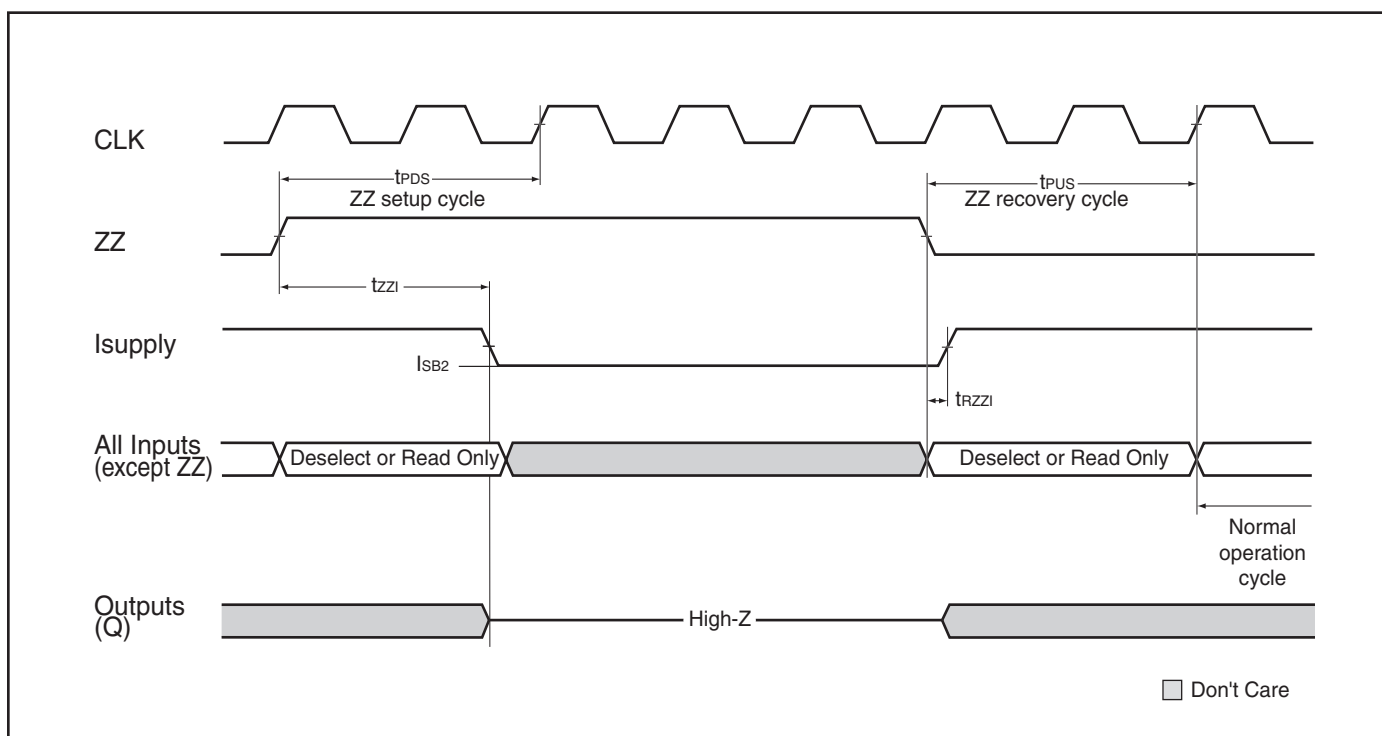 CLK
tPDS
ZZ setup cycle
tPUS
ZZ recovery cycle
ZZ
tZZI
Isupply
ISB2
tRZZI
All Inputs
(except ZZ)
Deselect or Read Only
Deselect or Read Only
Normal
operation
cycle
Outputs
(Q)
High-Z
Don't Care